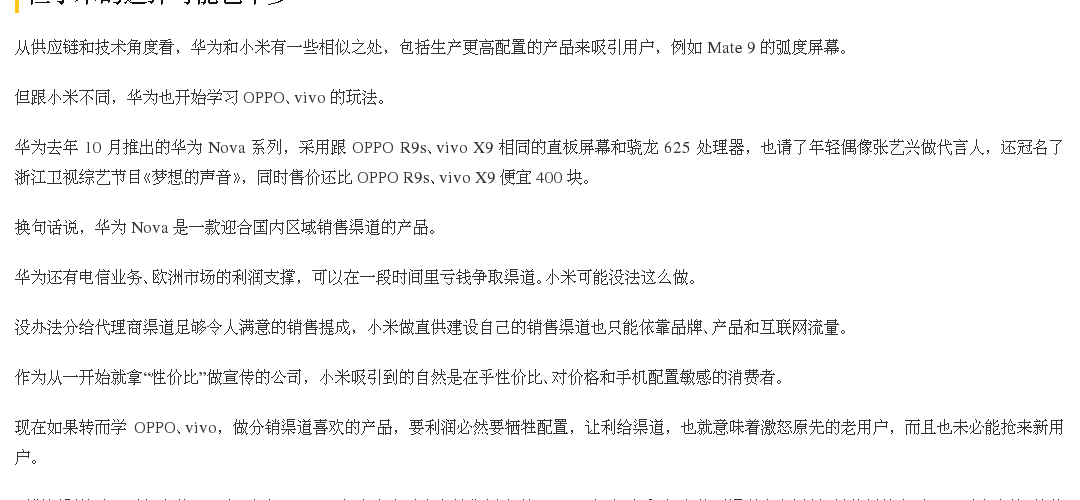 从供应链和技术角度看，华为和小米有一些相似之处，包括生产更高配置的产品来吸引用户，例如 Mate 9 的弧度屏幕。
但跟小米不同，华为也开始学习 OPPO、vivo 的玩法。
华为去年 10 月推出的华为 Nova 系列，采用跟 OPPO R9s、vivo X9 相同的直板屏幕和骁龙 625 处理器，也请了年轻偶像张艺兴做代言人，还冠名了
浙江卫视综艺节目《梦想的声音》，同时售价还比 OPPO R9s、vivo X9 便宜 400 块。
换句话说，华为 Nova 是一款迎合国内区域销售渠道的产品。
华为还有电信业务、欧洲市场的利润支撑，可以在一段时间里亏钱争取渠道。小米可能没法这么做。
没办法分给代理商渠道足够令人满意的销售提成，小米做直供建设自己的销售渠道也只能依靠品牌、产品和互联网流量。
作为从一开始就拿“性价比”做宣传的公司，小米吸引到的自然是在乎性价比、对价格和手机配置敏感的消费者。
现在如果转而学 OPPO、vivo，做分销渠道喜欢的产品，要利润必然要牺牲配置，让利给渠道，也就意味着激怒原先的老用户，而且也未必能抢来新用
户。